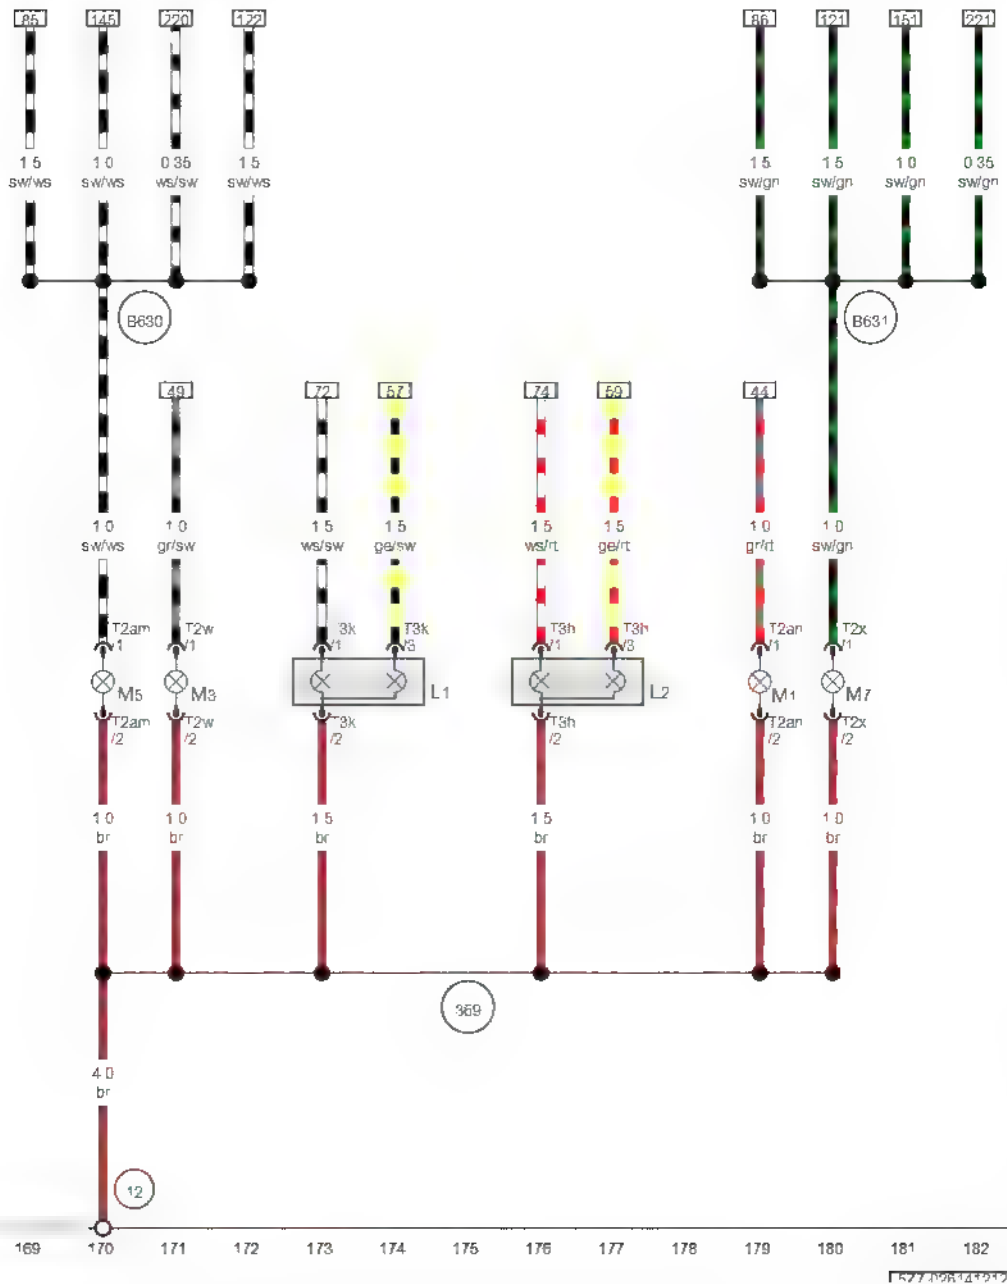 85 145 220 122 86 121 151 221
1.5 1.0 0.35 1.5 1.5 1.5 1.0 0.35
sw/ws sw/ws ws/sw sw/ws sw/gn sw/gn sw/gn sw/gn
B630 B631
49 72 57 74 59 44
1.0 1.0 1.5 1.5 1.5 1.5 1.0 1.0
sw/ws gr/sw ws/sw ge/sw ws/rt ge/rt gr/rt sw/gn
T2am T2w T3k T3k T3h T3h T2an T2x
/1 /1 /1 /3 /1 /3 /1 /1
M5 M3 L1 L2 M1 M7
T2am T2w T3k T3h T2an T2x
/2 /2 /2 /2 /2 /2
1.0 1.0 1.5 1.5 1.0 1.0
br br br br br br
369
4.0
br
12
169 170 171 172 173 174 175 176 177 178 179 180 181 182